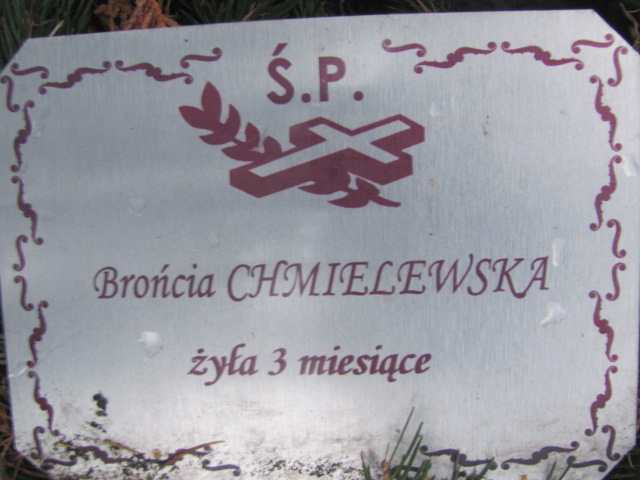 Ś.P.
Brońcia CHMIELEWSKA
żyła 3 miesiące